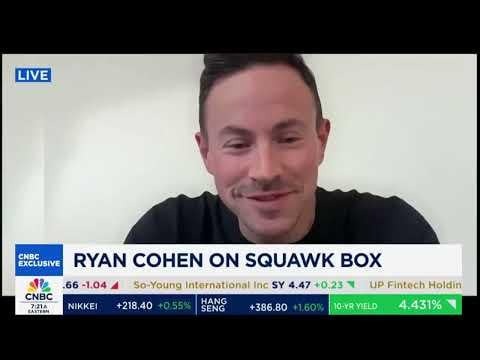 LIVE
CNBC
EXCLUSIVE
RYAN COHEN ON SQUAWK BOX
.66 -1.04 So-Young International Inc SY 4.47 +0.23 UP Fintech Holdin
CNBC
7:21A
EASTERN
NIKKEI +218.40 +0.55% HANG SENG +386.80 +1.60% 10-YR YIELD 4.431%